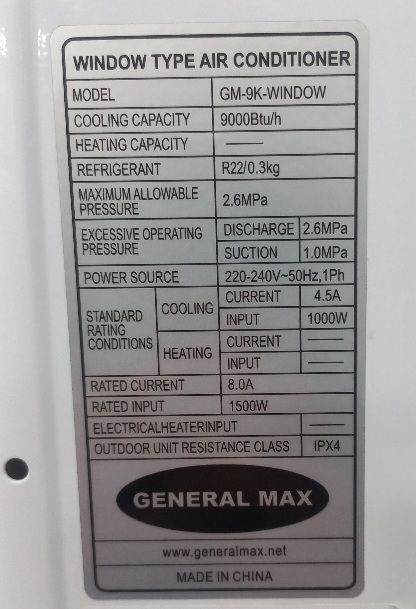 WINDOW TYPE AIR CONDITIONER
MODEL GM-9K-WINDOW
COOLING CAPACITY 9000Btu/h
HEATING CAPACITY ——
REFRIGERANT R22/0.3kg
MAXIMUM ALLOWABLE
PRESSURE 2.6MPa
EXCESSIVE OPERATING
PRESSURE
DISCHARGE 2.6MPa
SUCTION 1.0MPa
POWER SOURCE 220-240V~50Hz,1Ph
STANDARD
RATING
CONDITIONS
COOLING
CURRENT 4.5A
INPUT 1000W
HEATING
CURRENT ——
INPUT ——
RATED CURRENT 8.0A
RATED INPUT 1500W
ELECTRICALHEATERINPUT ——
OUTDOOR UNIT RESISTANCE CLASS IPX4
GENERAL MAX
www.generalmax.net
MADE IN CHINA